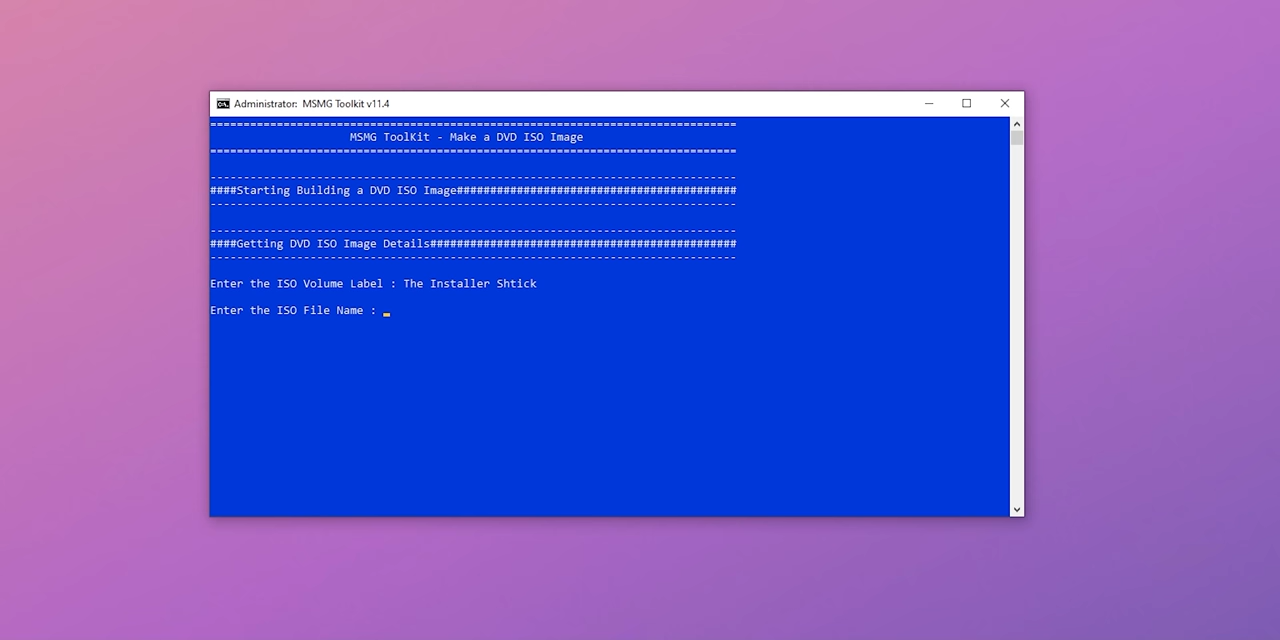 Administrator:  MSMG Toolkit v11.4
===============================================================================
MSMG ToolKit - Make a DVD ISO Image
===============================================================================
-------------------------------------------------------------------------------
####Starting Building a DVD ISO Image##########################################
-------------------------------------------------------------------------------
-------------------------------------------------------------------------------
####Getting DVD ISO Image Details##############################################
-------------------------------------------------------------------------------
Enter the ISO Volume Label : The Installer Shtick
Enter the ISO File Name :